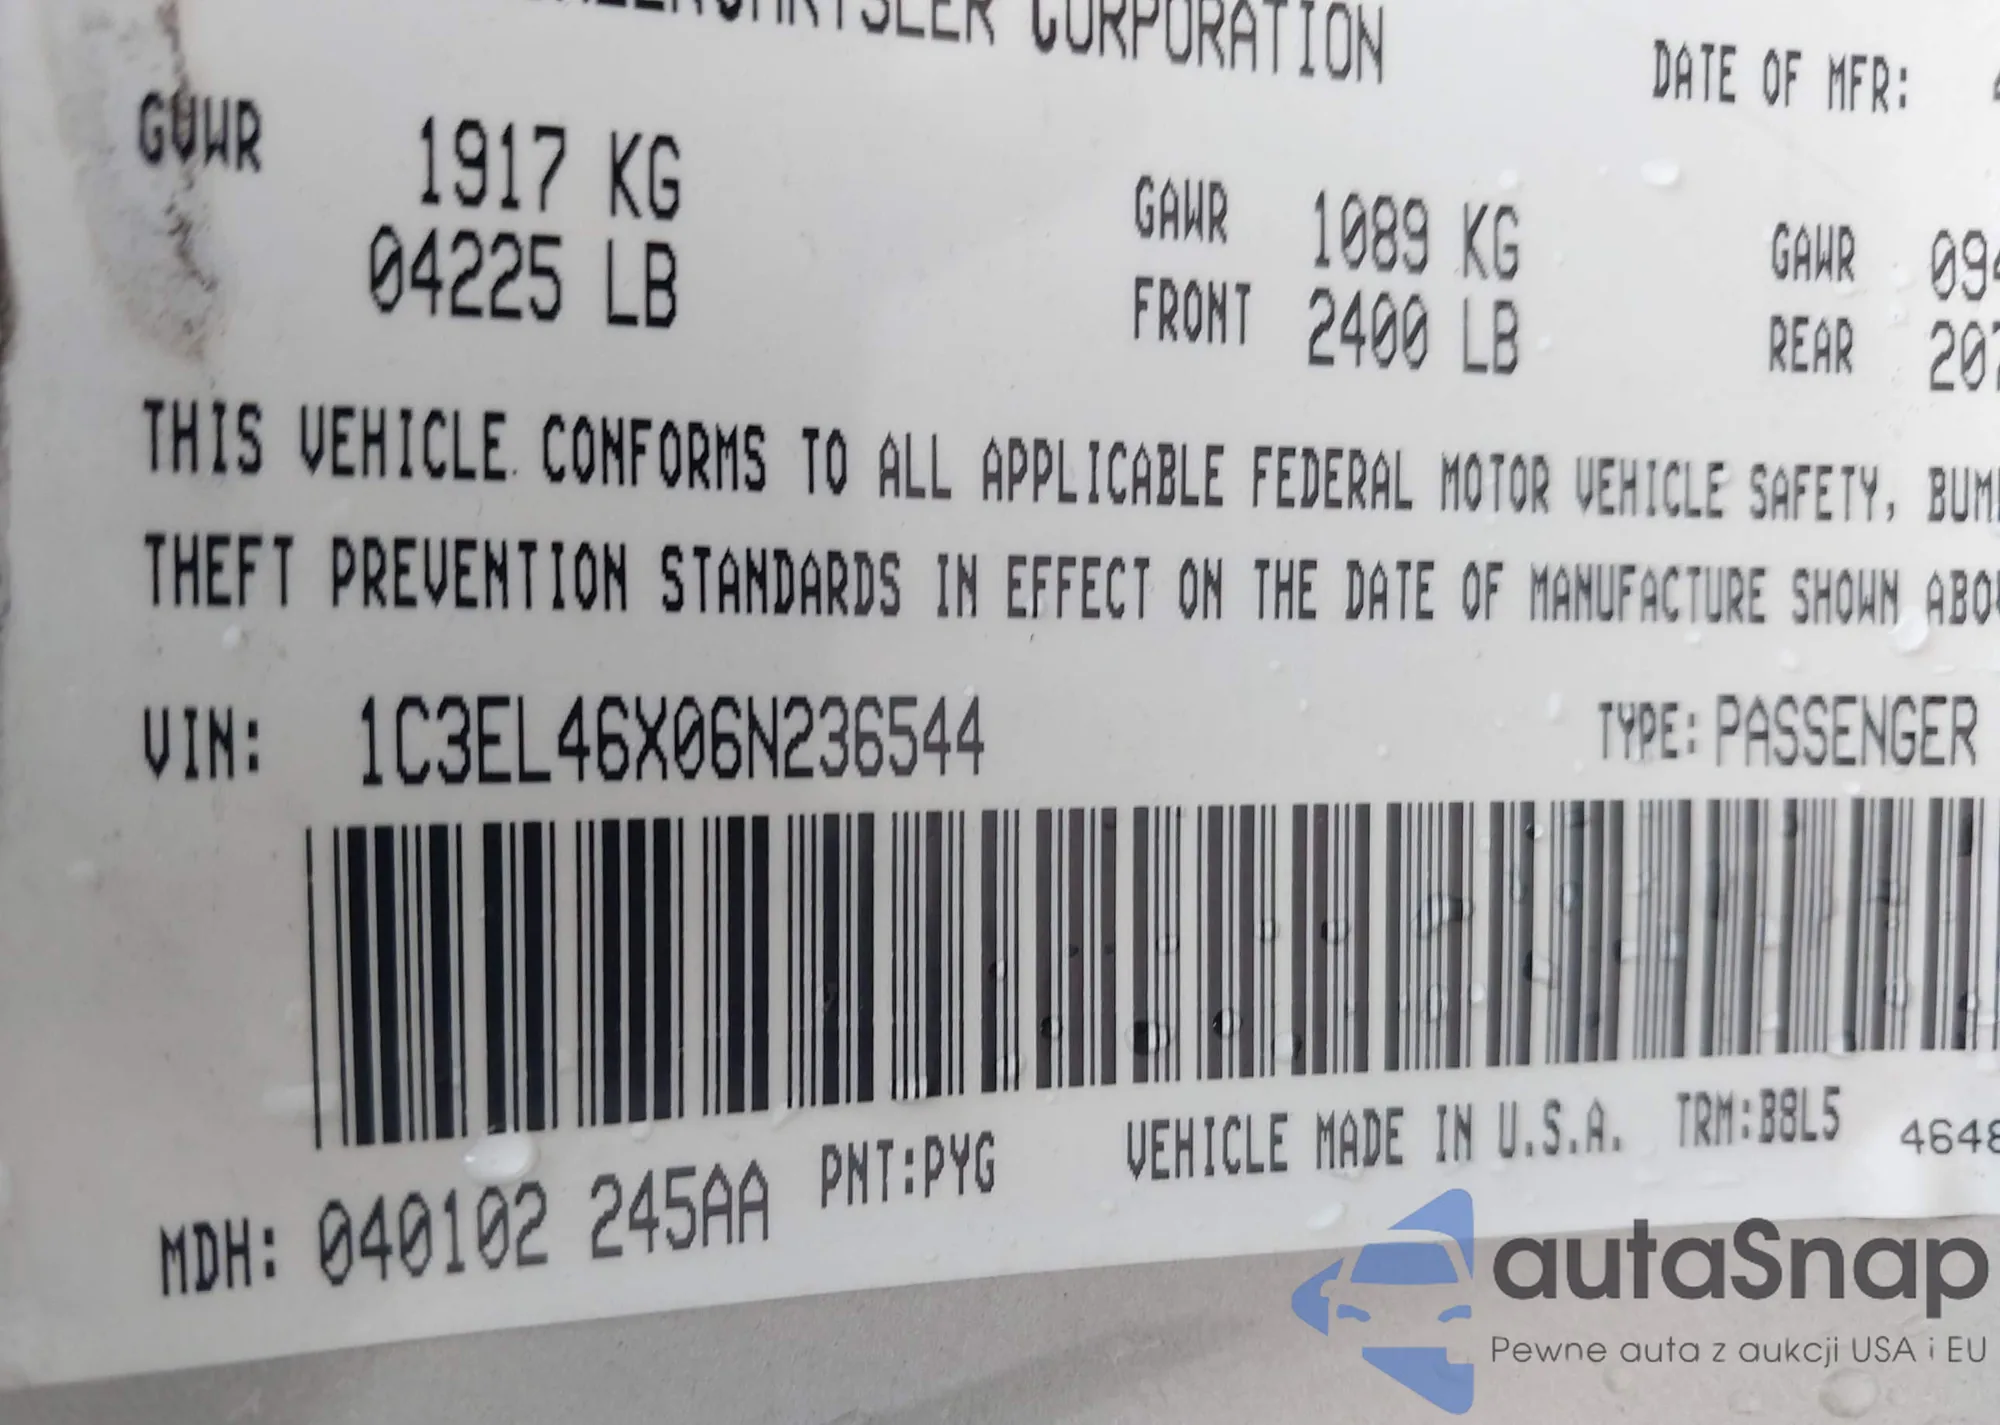 CORPORATION
DATE OF MFR:
GVWR 1917 KG
04225 LB
GAWR 1089 KG
FRONT 2400 LB
GAWR 094
REAR 207
THIS VEHICLE CONFORMS TO ALL APPLICABLE FEDERAL MOTOR VEHICLE SAFETY,
THEFT PREVENTION STANDARDS IN EFFECT ON THE DATE OF MANUFACTURE SHOWN
VIN: 1C3EL46X06N236544
TYPE: PASSENGER
MDH: 040102 245AA PNT:PYG VEHICLE MADE IN U.S.A. TRM:B8L5 4648
autaSnap
Pewne auta z aukcji USA i EU